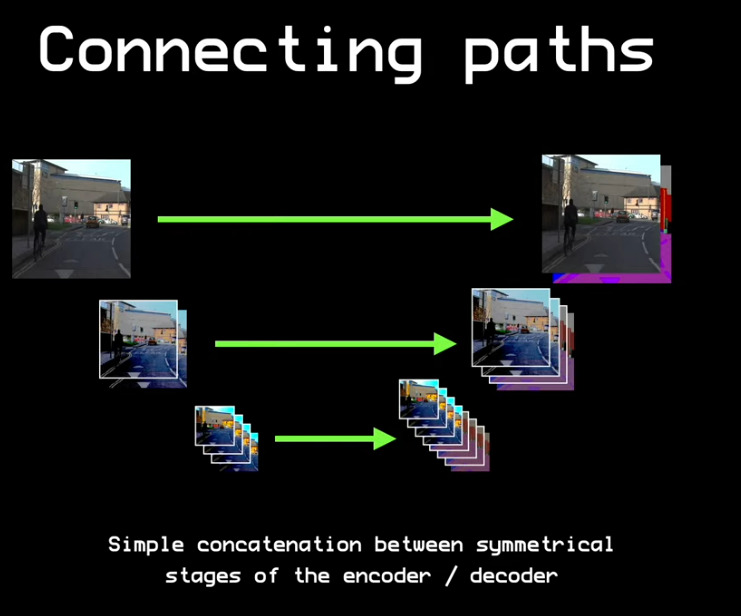 Connecting paths
Simple concatenation between symmetrical
stages of the encoder / decoder